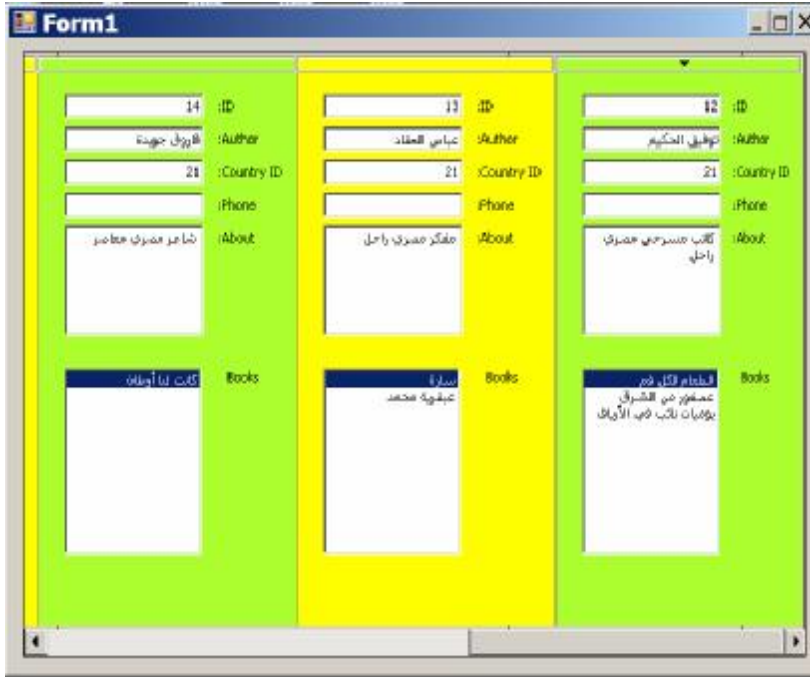 Form1
:ID
12
:Author
توفيق الحكيم
:Country ID
21
:Phone
:About
كاتب مسرحي مصري
راحل
Books
الطعام لكل فم
عصفور من الشرق
يوميات نائب في الأرياف
:ID
13
:Author
عباس العقاد
:Country ID
21
:Phone
:About
مفكر مصري راحل
Books
سارة
عبقرية محمد
:ID
14
:Author
فاروق جويدة
:Country ID
21
:Phone
:About
شاعر مصري معاصر
Books
كانت لنا أوطان